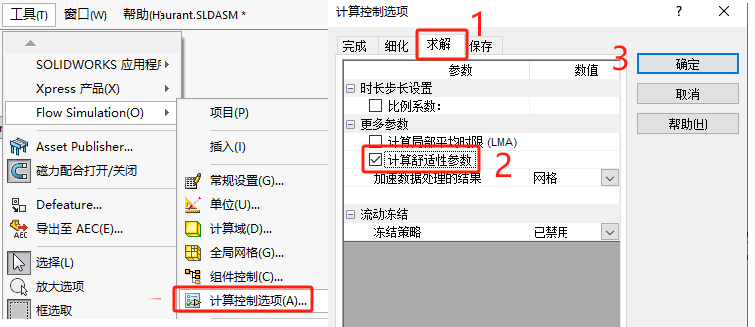 工具(T) 窗口(W) 帮助(H)aurant.SLDASM *
SOLIDWORKS 应用程序
Xpress 产品(X)
Flow Simulation(O)
Asset Publisher...
磁力配合打开/关闭
Defeature...
导出至 AEC(E)...
选择(L)
放大选项
框选取
项目(P)
插入(I)
常规设置(G)...
单位(U)...
计算域(D)...
全局网格(G)...
组件控制(C)...
计算控制选项(A)...
计算控制选项
1
完成 细化 求解 保存
参数 数值
时长步长设置
比例系数:
更多参数
计算局部平均时限 (LMA)
计算舒适性参数
2
加速数据处理的结果 网格
流动冻结
冻结策略 已禁用
3
确定
取消
帮助(H)